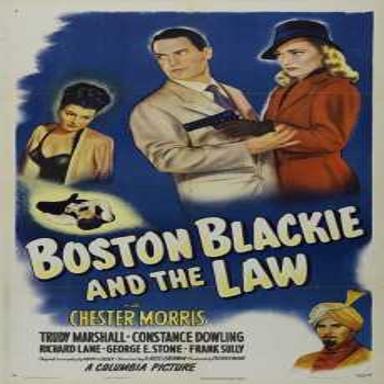 BOSTON BLACKIE
AND THE LAW
with
CHESTER MORRIS
TRUDY MARSHALL · CONSTANCE DOWLING
RICHARD LANE · GEORGE E. STONE · FRANK SULLY
A COLUMBIA PICTURE